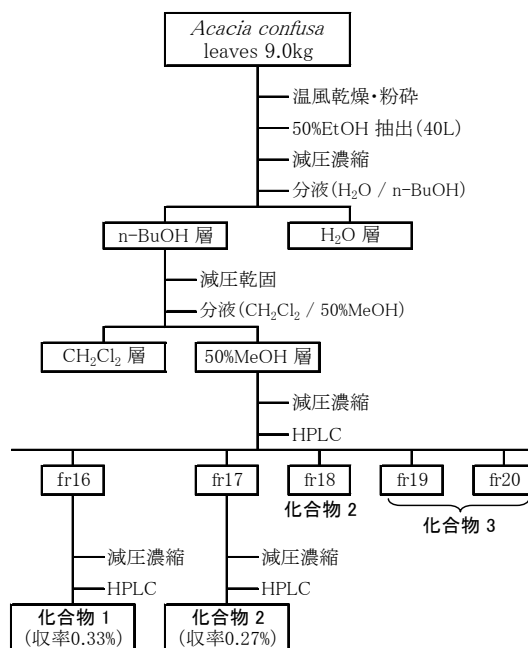 Acacia confusa
leaves 9.0kg
温風乾燥・粉砕
50%EtOH 抽出(40L)
減圧濃縮
分液(H₂O / n-BuOH)
n-BuOH 層
H₂O 層
減圧乾固
分液(CH₂Cl₂ / 50%MeOH)
CH₂Cl₂ 層
50%MeOH 層
減圧濃縮
HPLC
fr16
fr17
fr18
fr19
fr20
化合物 2
化合物 3
減圧濃縮
減圧濃縮
HPLC
HPLC
化合物 1
(収率0.33%)
化合物 2
(収率0.27%)